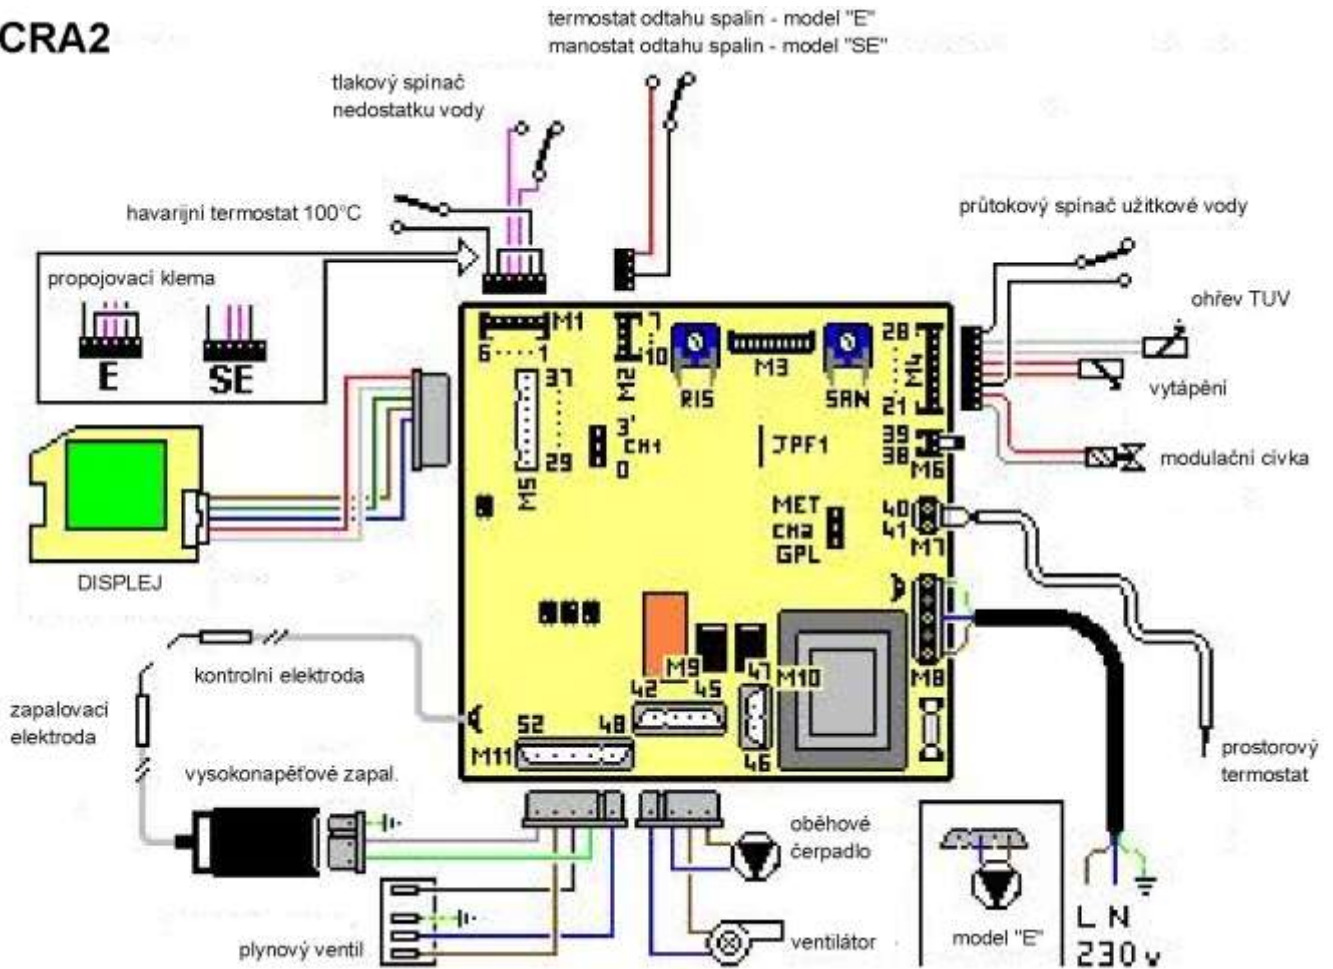 CRA2
termostat odtahu spalin - model "E"
manostat odtahu spalin - model "SE"
tlakový spínač
nedostatku vody
havarijní termostat 100°C
průtokový spínač užitkové vody
propojovací klema
E
SE
ohřev TUV
vytápění
modulační cívka
DISPLEJ
M1
6
1
7
10
M2
RIS
M3
SAN
28
M4
21
37
29
M5
3'
CM1
0
JPF1
39
38
M6
MET
CM2
GPL
40
41
M7
M8
kontrolní elektroda
zapalovací
elektroda
vysokonapěťové zapal.
M9
42
45
47
M10
46
52
48
M11
prostorový
termostat
oběhové
čerpadlo
plynový ventil
ventilátor
model "E"
L N
230 v